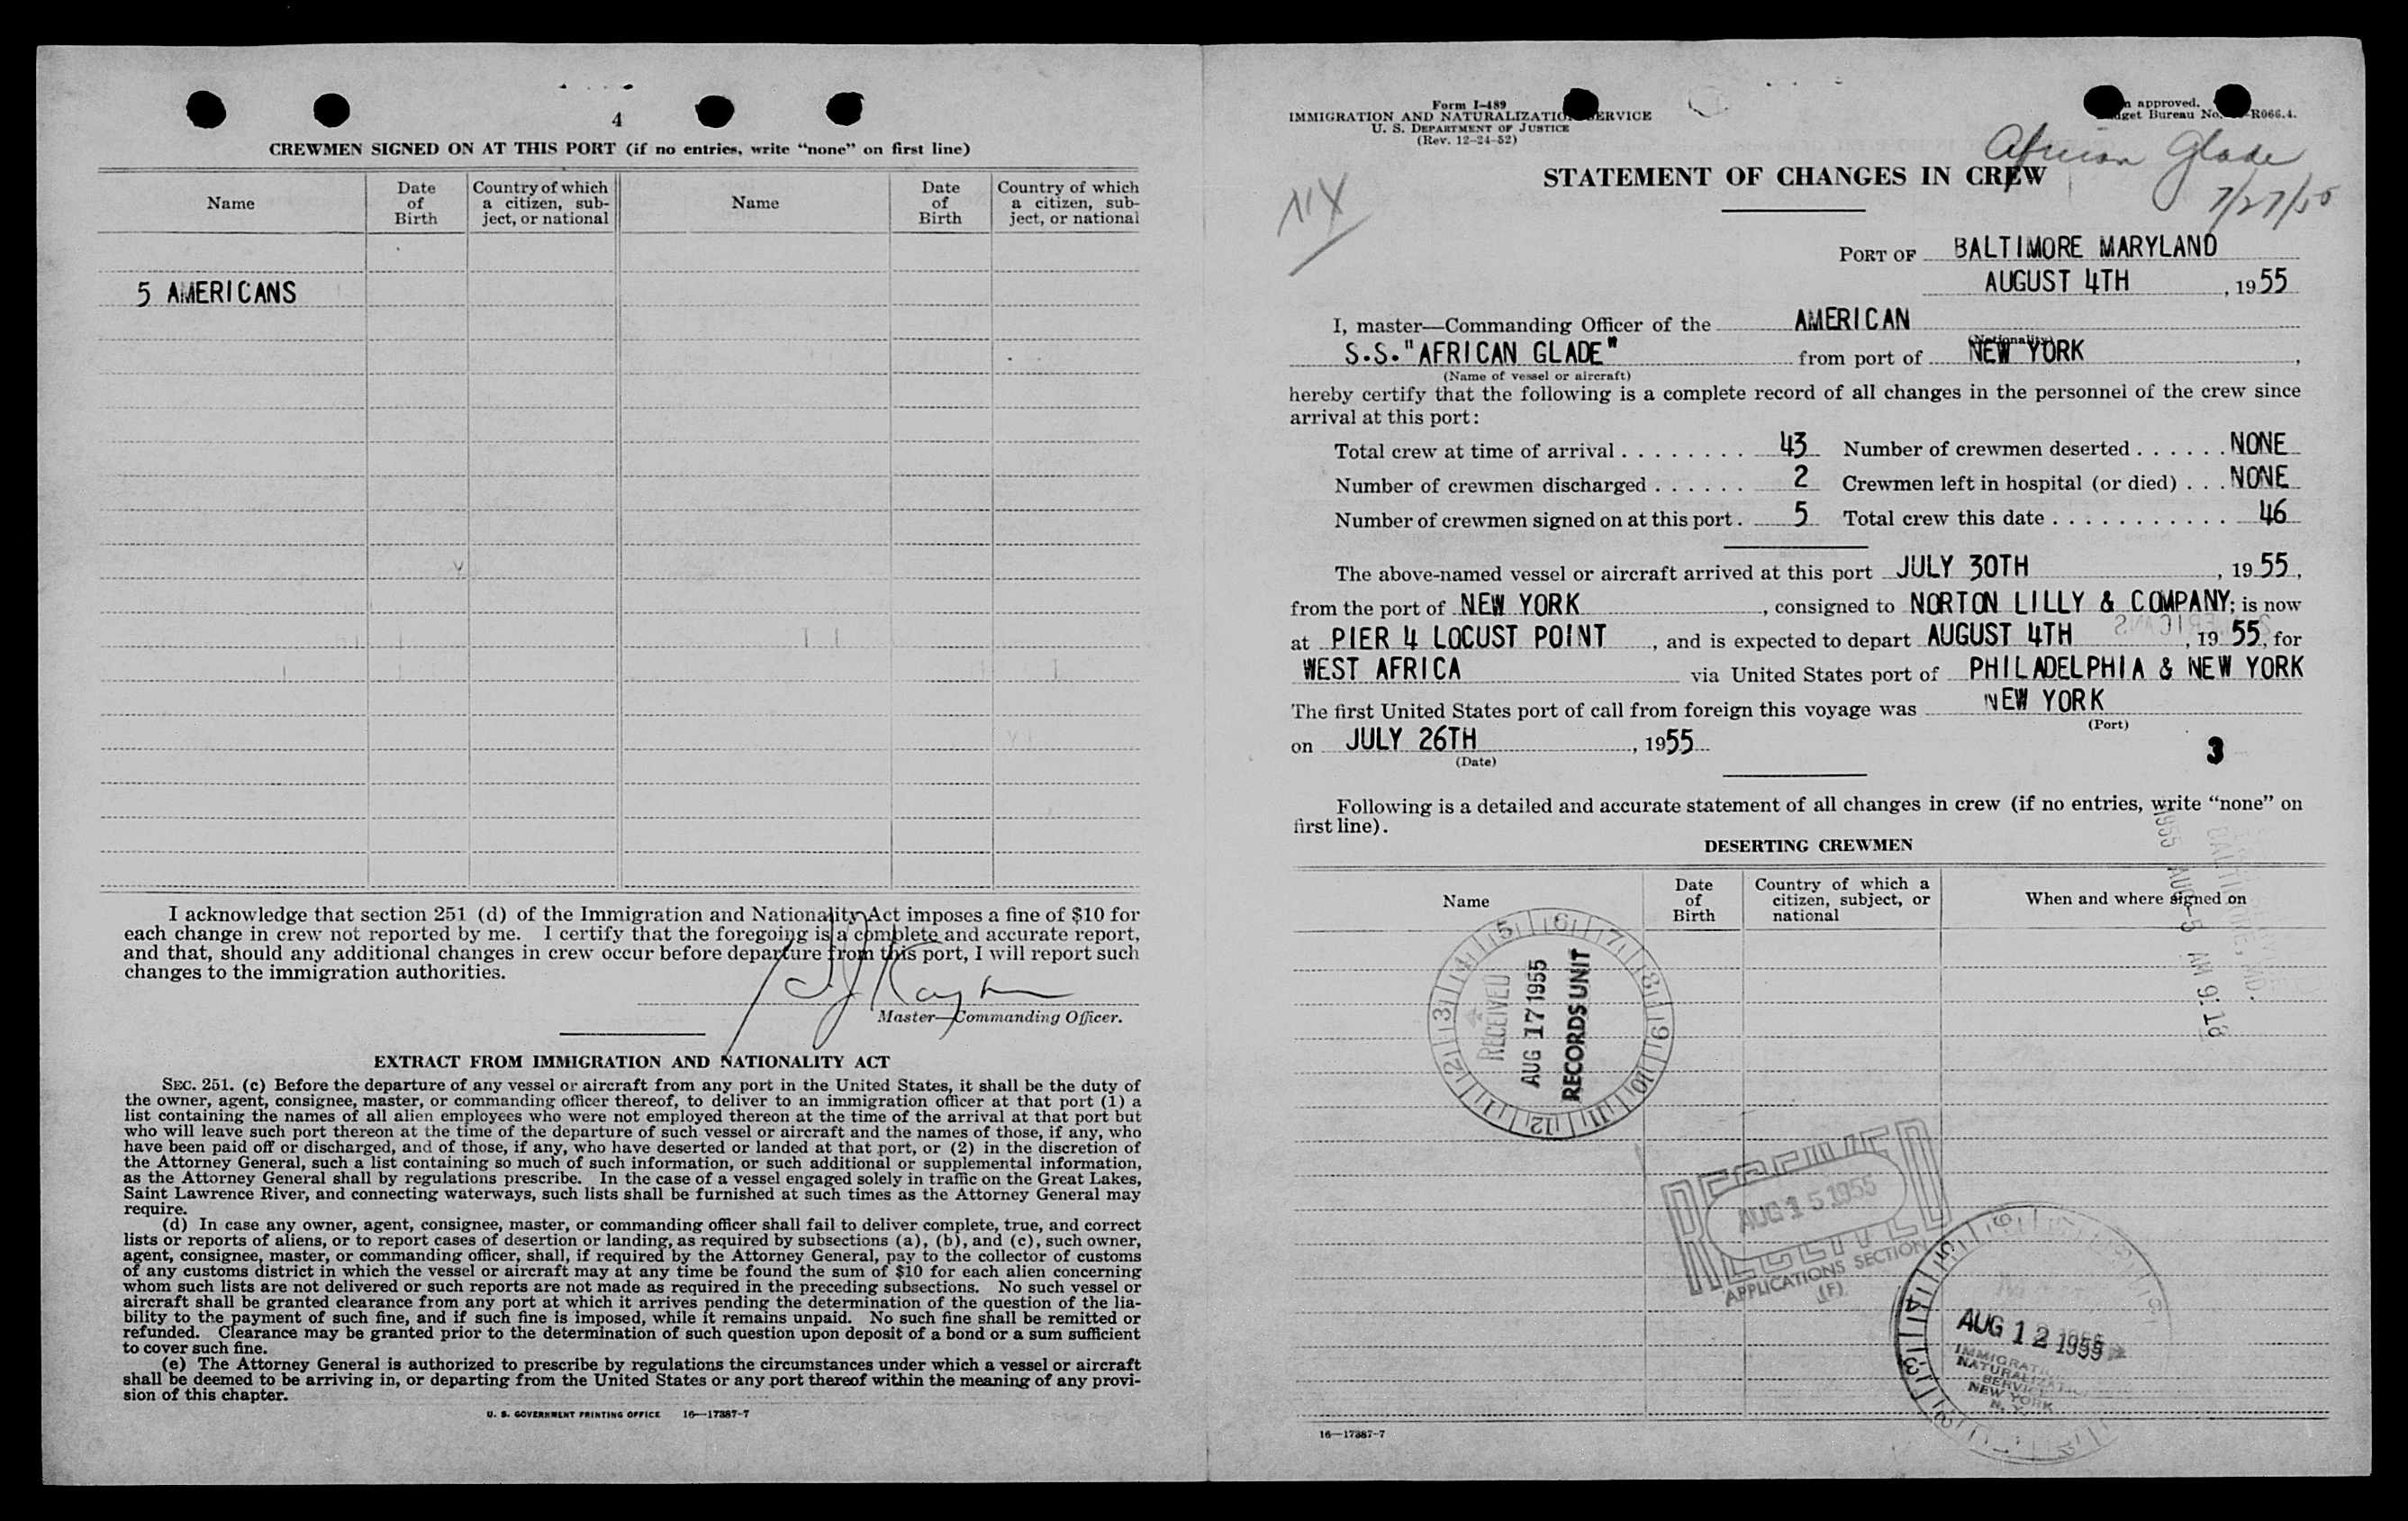 4
CREWMEN SIGNED ON AT THIS PORT (if no entries, write "none" on first line)
Name
Date of Birth
Country of which a citizen, sub-ject, or national
Name
Date of Birth
Country of which a citizen, sub-ject, or national
5 AMERICANS
I acknowledge that section 251 (d) of the Immigration and Nationality Act imposes a fine of $10 for
each change in crew not reported by me. I certify that the foregoing is a complete and accurate report,
and that, should any additional changes in crew occur before departure from this port, I will report such
changes to the immigration authorities.
Master—Commanding Officer.
EXTRACT FROM IMMIGRATION AND NATIONALITY ACT
SEC. 251. (c) Before the departure of any vessel or aircraft from any port in the United States, it shall be the duty of
the owner, agent, consignee, master, or commanding officer thereof, to deliver to an immigration officer at that port (1) a
list containing the names of all alien employees who were not employed thereon at the time of the arrival at that port but
who will leave such port thereon at the time of the departure of such vessel or aircraft and the names of those, if any, who
have been paid off or discharged, and of those, if any, who have deserted or landed at that port, or (2) in the discretion of
the Attorney General, such a list containing so much of such information, or such additional or supplemental information,
as the Attorney General shall by regulations prescribe. In the case of a vessel engaged solely in traffic on the Great Lakes,
Saint Lawrence River, and connecting waterways, such lists shall be furnished at such times as the Attorney General may
require.
(d) In case any owner, agent, consignee, master, or commanding officer shall fail to deliver complete, true, and correct
lists or reports of aliens, or to report cases of desertion or landing, as required by subsections (a), (b), and (c), such owner,
agent, consignee, master, or commanding officer, shall, if required by the Attorney General, pay to the collector of customs
of any customs district in which the vessel or aircraft may at any time be found the sum of $10 for each alien concerning
whom such lists are not delivered or such reports are not made as required in the preceding subsections. No such vessel or
aircraft shall be granted clearance from any port at which it arrives pending the determination of the question of the lia-
bility to the payment of such fine, and if such fine is imposed, while it remains unpaid. No such fine shall be remitted or
refunded. Clearance may be granted prior to the determination of such question upon deposit of a bond or a sum sufficient
to cover such fine.
(e) The Attorney General is authorized to prescribe by regulations the circumstances under which a vessel or aircraft
shall be deemed to be arriving in, or departing from the United States or any port thereof within the meaning of any provi-
sion of this chapter.
U. S. GOVERNMENT PRINTING OFFICE 16—17387-7
Form I-489
IMMIGRATION AND NATURALIZATION SERVICE
U. S. DEPARTMENT OF JUSTICE
(Rev. 12-24-52)
approved.
Bureau No. R066.4.
African Glade
7/27/55
STATEMENT OF CHANGES IN CREW
NY
PORT OF BALTIMORE MARYLAND
AUGUST 4TH, 1955
I, master—Commanding Officer of the AMERICAN
(Nationality)
S.S."AFRICAN GLADE" from port of NEW YORK,
(Name of vessel or aircraft)
hereby certify that the following is a complete record of all changes in the personnel of the crew since
arrival at this port:
Total crew at time of arrival . . . . . . . . 43 Number of crewmen deserted . . . . . . NONE
Number of crewmen discharged . . . . . . 2 Crewmen left in hospital (or died) . . . NONE
Number of crewmen signed on at this port . 5 Total crew this date . . . . . . . . . . . 46
The above-named vessel or aircraft arrived at this port JULY 30TH, 1955,
from the port of NEW YORK, consigned to NORTON LILLY & COMPANY; is now
at PIER 4 LOCUST POINT, and is expected to depart AUGUST 4TH, 1955, for
WEST AFRICA via United States port of PHILADELPHIA & NEW YORK
The first United States port of call from foreign this voyage was NEW YORK
(Port)
on JULY 26TH, 1955
(Date)
3
Following is a detailed and accurate statement of all changes in crew (if no entries, write "none" on
first line).
DESERTING CREWMEN
Name
Date of Birth
Country of which a citizen, subject, or national
When and where signed on
1955 AUG-5 AM 9:18
RECEIVED
AUG 17 1955
RECORDS UNIT
RECEIVED
AUG 15 1955
APPLICATIONS SECTION
(F)
AUG 12 1955
IMMIGRATION
NATURALIZATION
SERVICE
NEW YORK
N. Y.
16—17387-7